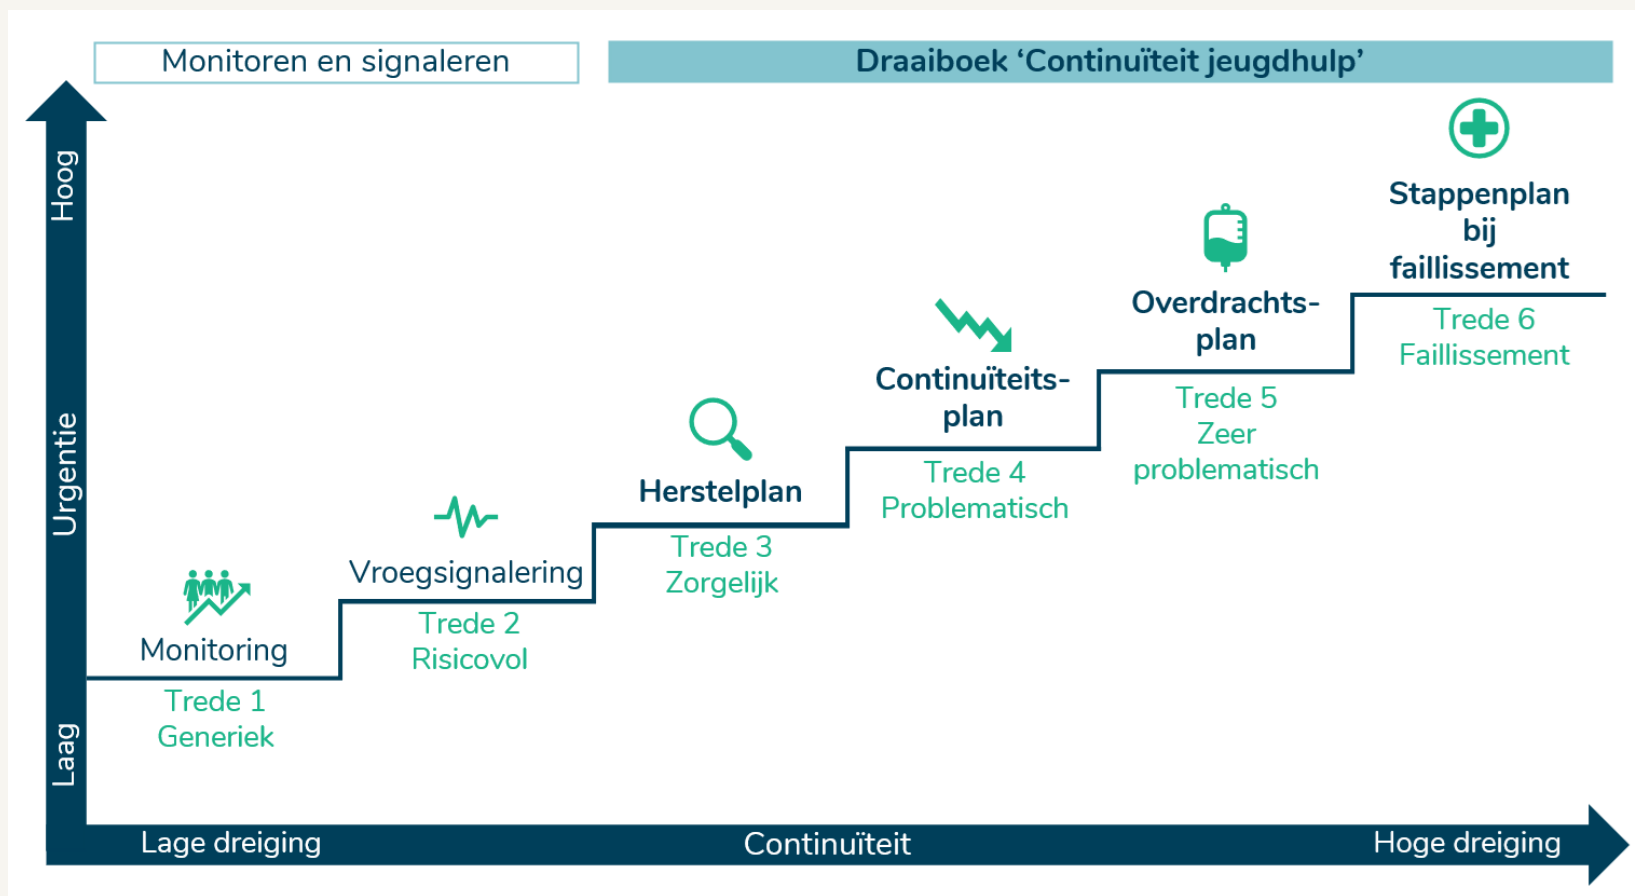 Monitoren en signaleren
Draaiboek ‘Continuïteit jeugdhulp’
Hoog
Urgentie
Laag
Monitoring
Trede 1
Generiek
Vroegsignalering
Trede 2
Risicovol
Herstelplan
Trede 3
Zorgelijk
Continuïteits-
plan
Trede 4
Problematisch
Overdrachts-
plan
Trede 5
Zeer
problematisch
Stappenplan
bij
faillissement
Trede 6
Faillissement
Lage dreiging
Continuïteit
Hoge dreiging